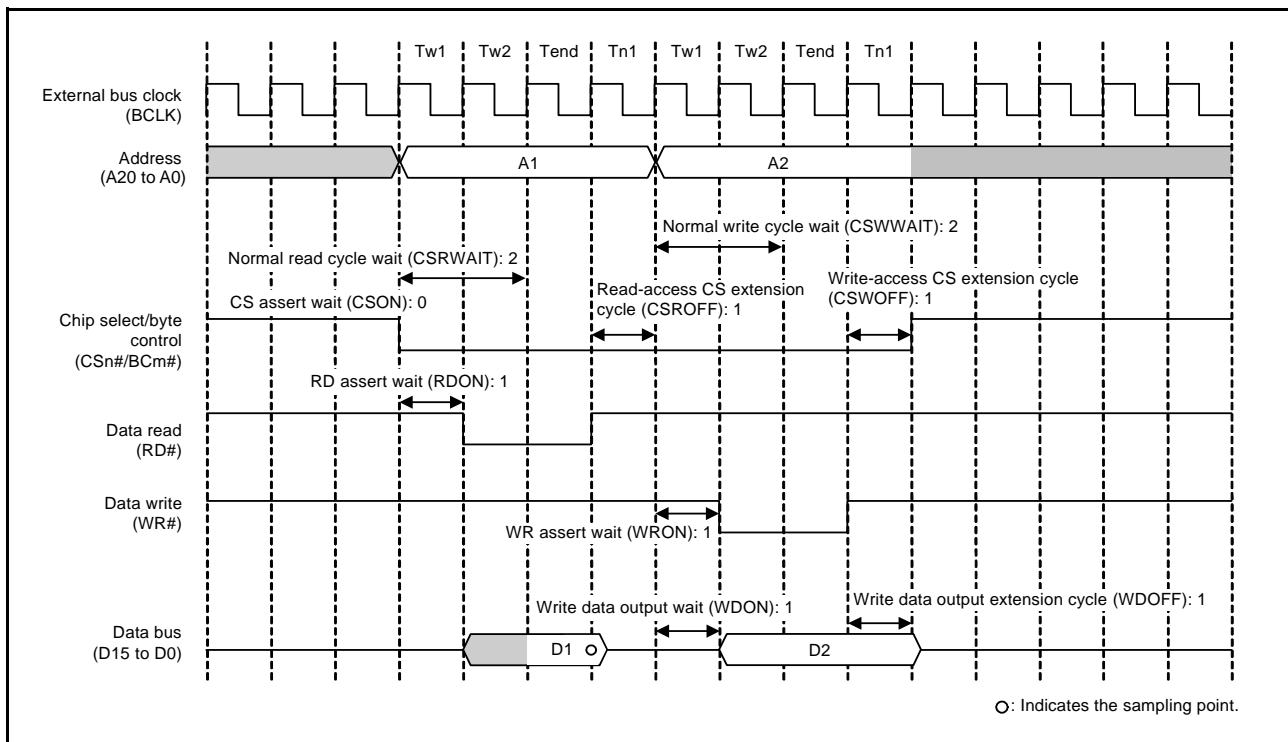 Tw1 Tw2 Tend Tn1 Tw1 Tw2 Tend Tn1
External bus clock
(BCLK)
Address
(A20 to A0)
A1 A2
Normal write cycle wait (CSWWAIT): 2
Normal read cycle wait (CSRWAIT): 2
Read-access CS extension
cycle (CSROFF): 1
Write-access CS extension cycle
(CSWOFF): 1
CS assert wait (CSON): 0
Chip select/byte
control
(CSn#/BCm#)
RD assert wait (RDON): 1
Data read
(RD#)
Data write
(WR#)
WR assert wait (WRON): 1
Write data output wait (WDON): 1
Write data output extension cycle (WDOFF): 1
Data bus
(D15 to D0)
D1 D2
: Indicates the sampling point.